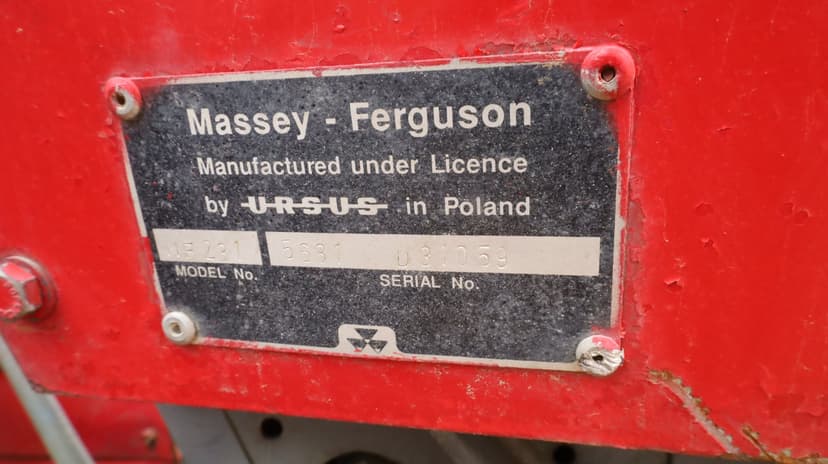 Massey - Ferguson
Manufactured under Licence
by URSUS in Poland
MODEL No.
SERIAL No.